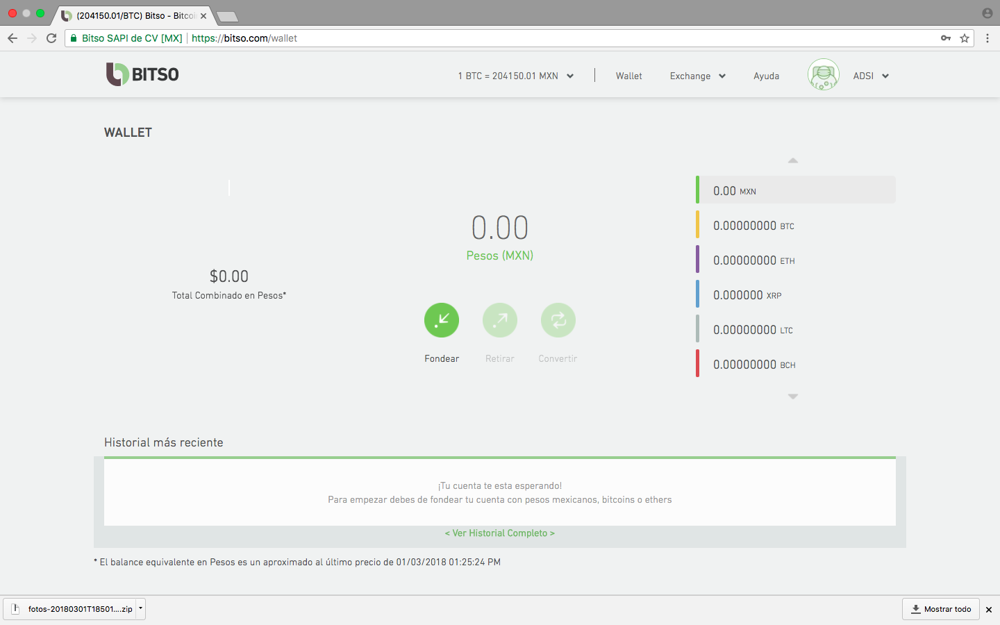 (204150.01/BTC) Bitso - Bitcoi
Bitso SAPI de CV [MX] | https://bitso.com/wallet
BITSO
1 BTC = 204150.01 MXN
Wallet
Exchange
Ayuda
ADSI
WALLET
$0.00
Total Combinado en Pesos*
0.00
Pesos (MXN)
Fondear
Retirar
Convertir
0.00 MXN
0.00000000 BTC
0.00000000 ETH
0.000000 XRP
0.00000000 LTC
0.00000000 BCH
Historial más reciente
¡Tu cuenta te esta esperando!
Para empezar debes de fondear tu cuenta con pesos mexicanos, bitcoins o ethers
< Ver Historial Completo >
* El balance equivalente en Pesos es un aproximado al último precio de 01/03/2018 01:25:24 PM
fotos-20180301T18501....zip
Mostrar todo